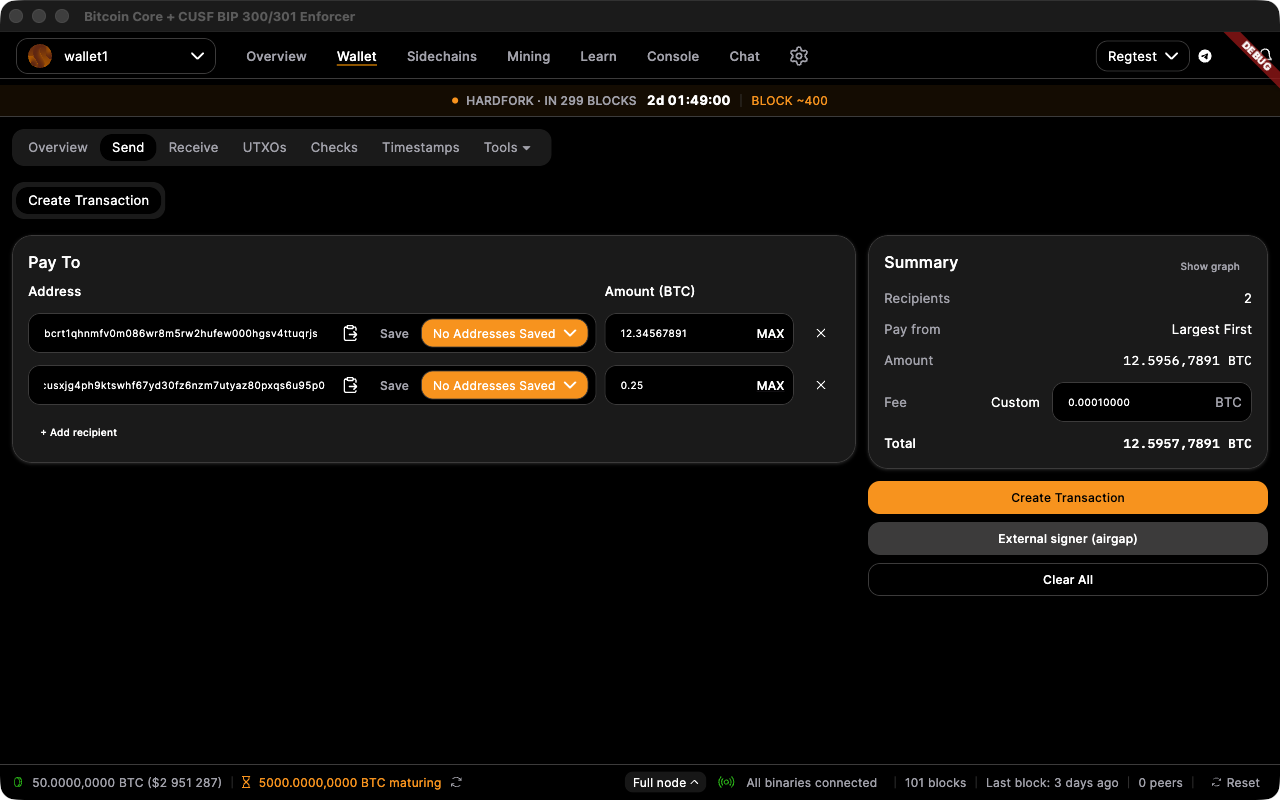 Bitcoin Core + CUSF BIP 300/301 Enforcer
wallet1 Overview Wallet Sidechains Mining Learn Console Chat Regtest DEBUG
HARDFORK · IN 299 BLOCKS 2d 01:49:00 BLOCK ~400
Overview Send Receive UTXOs Checks Timestamps Tools
Create Transaction
Pay To
Address Amount (BTC)
bcrt1qhnmfv0m086wr8m5rw2hufew000hgsv4ttuqrjs Save No Addresses Saved 12.34567891 MAX
:usxjg4ph9ktswhf67yd30fz6nzm7utyaz80pxqs6u95p0 Save No Addresses Saved 0.25 MAX
+ Add recipient
Summary Show graph
Recipients 2
Pay from Largest First
Amount 12.5956,7891 BTC
Fee Custom 0.00010000 BTC
Total 12.5957,7891 BTC
Create Transaction
External signer (airgap)
Clear All
50.0000,0000 BTC ($2 951 287) 5000.0000,0000 BTC maturing Full node All binaries connected 101 blocks Last block: 3 days ago 0 peers Reset